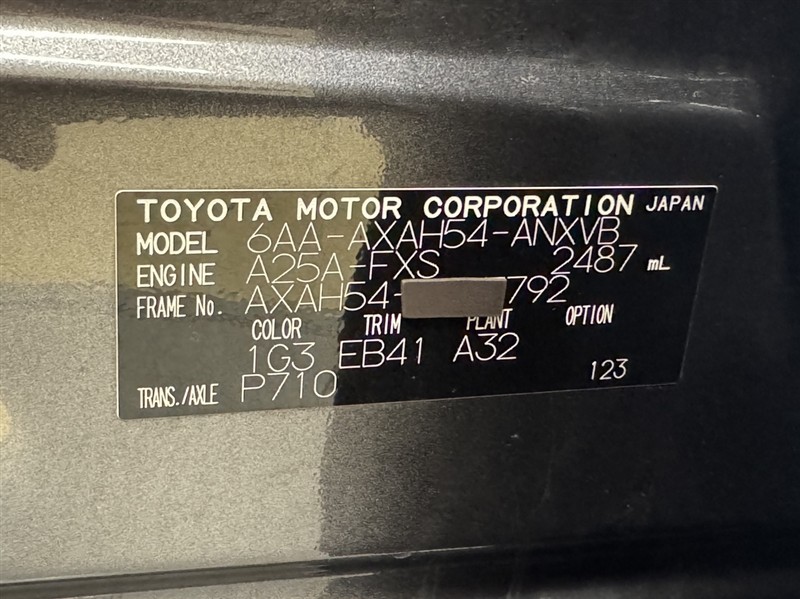 TOYOTA MOTOR CORPORATION JAPAN
MODEL 6AA-AXAH54-ANXVB
ENGINE A25A-FXS 2487 mL
FRAME No. AXAH54- 792
COLOR TRIM PLANT OPTION
1G3 EB41 A32
TRANS./AXLE P710 123